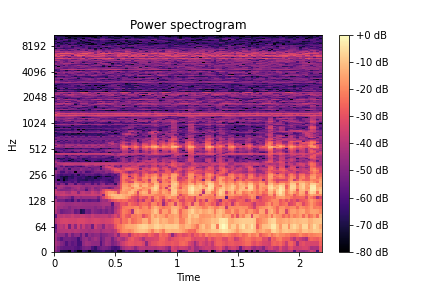 Power spectrogram
8192
4096
2048
1024
512
256
128
64
0
Hz
0
0.5
1
1.5
2
Time
+0 dB
-10 dB
-20 dB
-30 dB
-40 dB
-50 dB
-60 dB
-70 dB
-80 dB